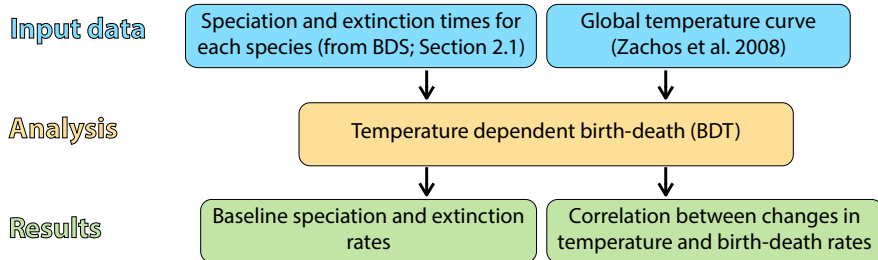 Input data
Speciation and extinction times for
each species (from BDS; Section 2.1)
Global temperature curve
(Zachos et al. 2008)
Analysis
Temperature dependent birth-death (BDT)
Results
Baseline speciation and extinction
rates
Correlation between changes in
temperature and birth-death rates